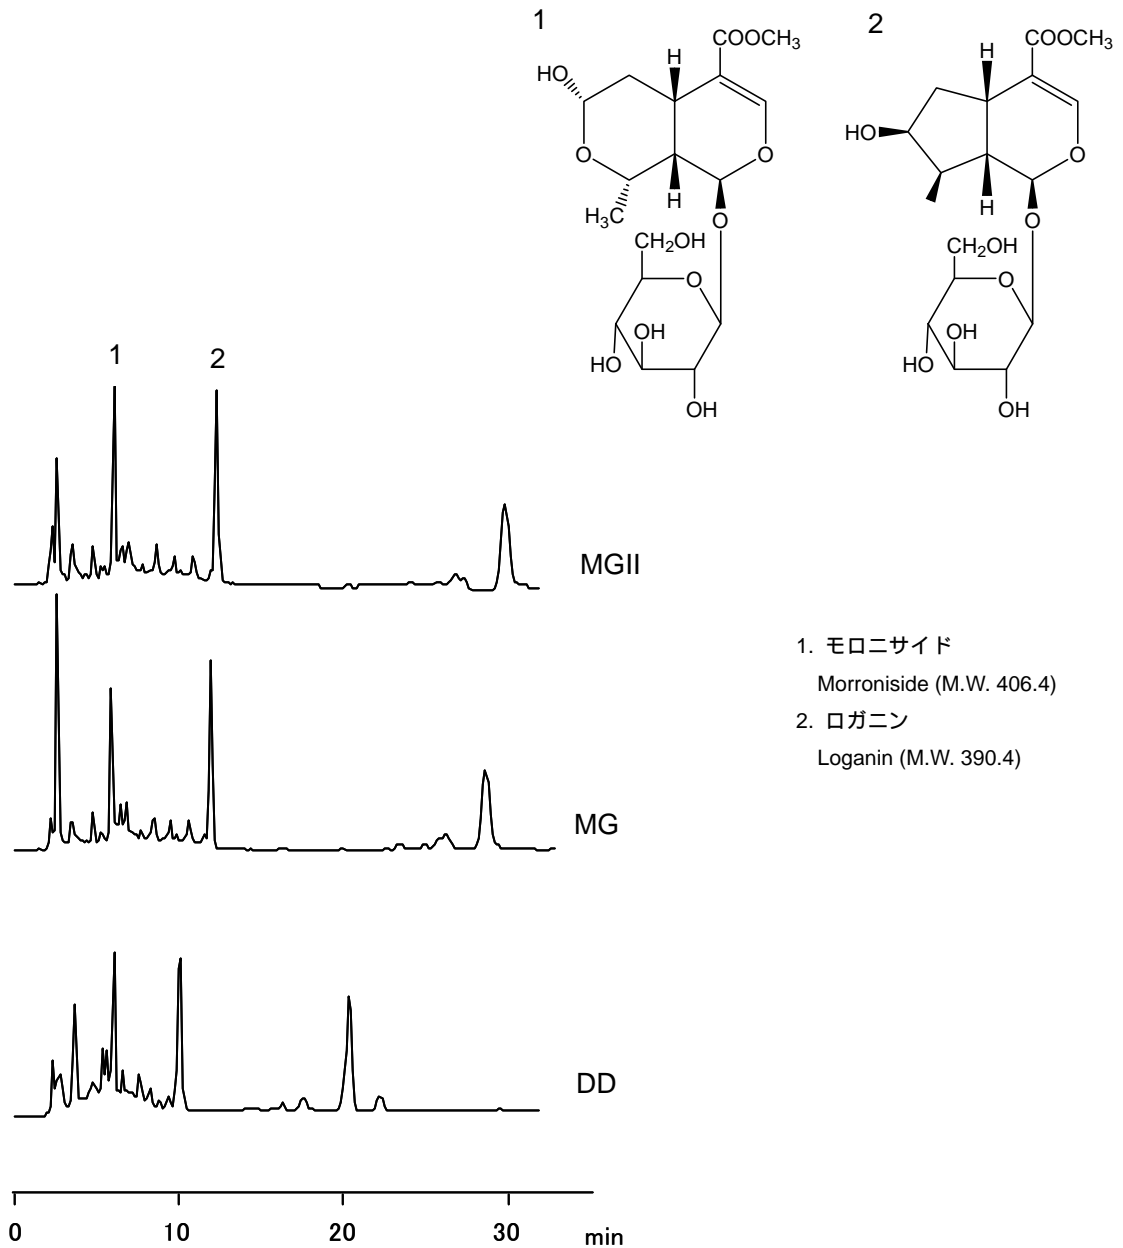 1
COOCH3
H
HO
O
O
H
H3C
O
CH2OH
O
OH
HO
OH
2
COOCH3
H
HO
O
H
O
CH2OH
O
OH
HO
OH
1
2
MGII
1. モロニサイド
Morroniside (M.W. 406.4)
2. ロガニン
Loganin (M.W. 390.4)
MG
DD
0
10
20
30
min